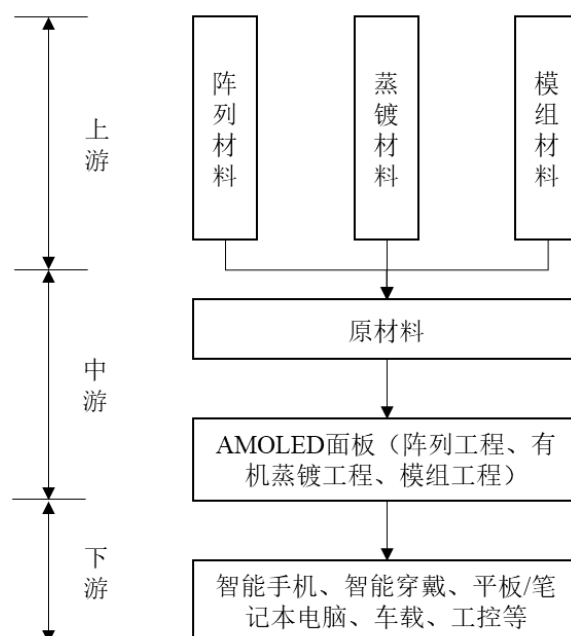 上游
阵列材料
蒸镀材料
模组材料
中游
原材料
AMOLED面板（阵列工程、有
机蒸镀工程、模组工程）
下游
智能手机、智能穿戴、平板/笔
记本电脑、车载、工控等